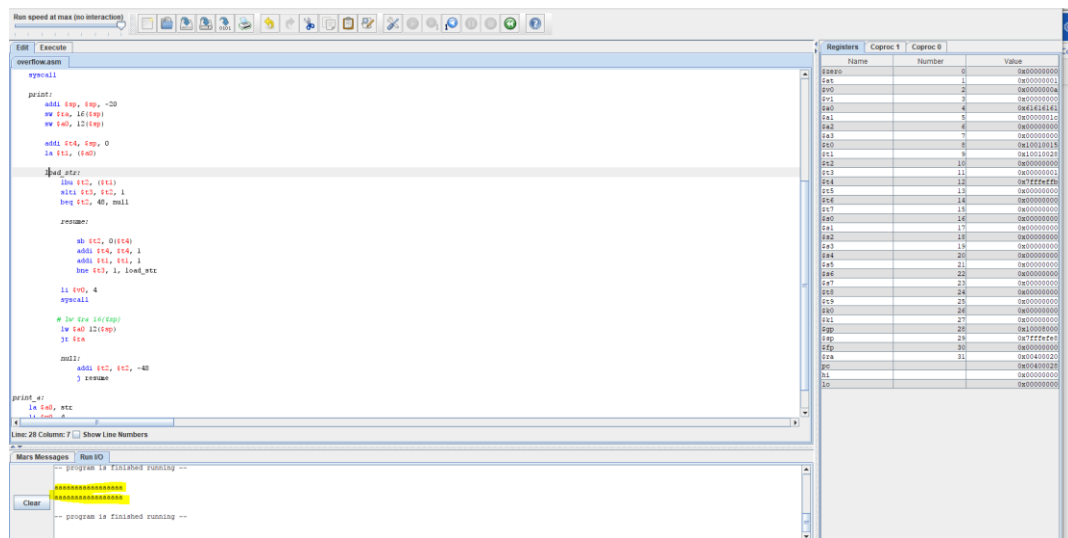 Run speed at max (no interaction)
Edit Execute
overflow.asm
syscall
print:
addi $sp, $sp, -28
sw $ra, 16($sp)
sw $a0, 12($sp)
addi $t4, $sp, 0
la $t1, ($a0)
load_str:
lbu $t2, ($t1)
slti $t3, $t2, 1
beq $t2, 48, null
resume:
sb $t2, 0($t4)
addi $t4, $t4, 1
addi $t1, $t1, 1
bne $t3, 1, load_str
li $v0, 4
syscall
# lw $ra 16($sp)
lw $a0 12($sp)
jr $ra
null:
addi $t2, $t2, -48
j resume
print_a:
la $a0, str
li $v0, 4
Line: 28 Column: 7 Show Line Numbers
Mars Messages Run I/O
-- program is finished running --
Clear
-- program is finished running --
Registers Coproc 1 Coproc 0
Name Number Value
$zero 0 0x00000000
$at 1 0x00000001
$v0 2 0x0000000a
$v1 3 0x00000000
$a0 4 0x61616161
$a1 5 0x0000001c
$a2 6 0x00000000
$a3 7 0x00000000
$t0 8 0x10010015
$t1 9 0x10010028
$t2 10 0x00000000
$t3 11 0x00000001
$t4 12 0x7fffeffb
$t5 13 0x00000000
$t6 14 0x00000000
$t7 15 0x00000000
$s0 16 0x00000000
$s1 17 0x00000000
$s2 18 0x00000000
$s3 19 0x00000000
$s4 20 0x00000000
$s5 21 0x00000000
$s6 22 0x00000000
$s7 23 0x00000000
$t8 24 0x00000000
$t9 25 0x00000000
$k0 26 0x00000000
$k1 27 0x00000000
$gp 28 0x10008000
$sp 29 0x7fffefe8
$fp 30 0x00000000
$ra 31 0x00400020
pc 0x00400028
hi 0x00000000
lo 0x00000000